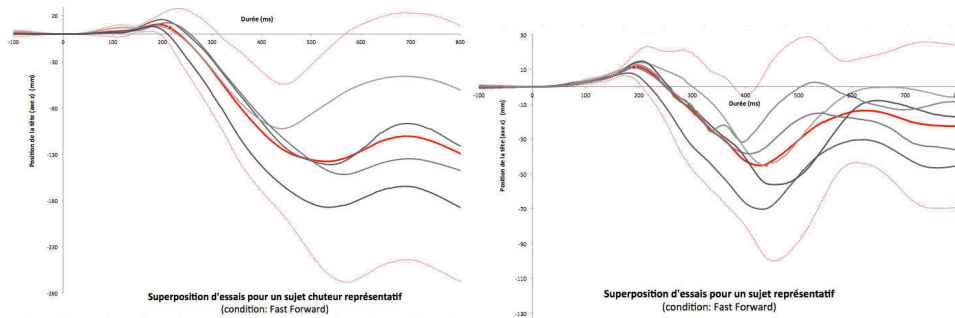 Durée (ms)
20
-100 0 100 200 300 400 500 600 700 800
-30
-80
-130
-180
-230
-280
Position de la tête (axe z) (mm)
Superposition d'essais pour un sujet chuteur représentatif
(condition: Fast Forward)
30
10
-100 0 100 200 300 400 500 600 700
-10
-30
-50
-70
-90
-110
-130
Durée (ms)
Position de la tête (axe z) (mm)
Superposition d'essais pour un sujet représentatif
(condition: Fast Forward)